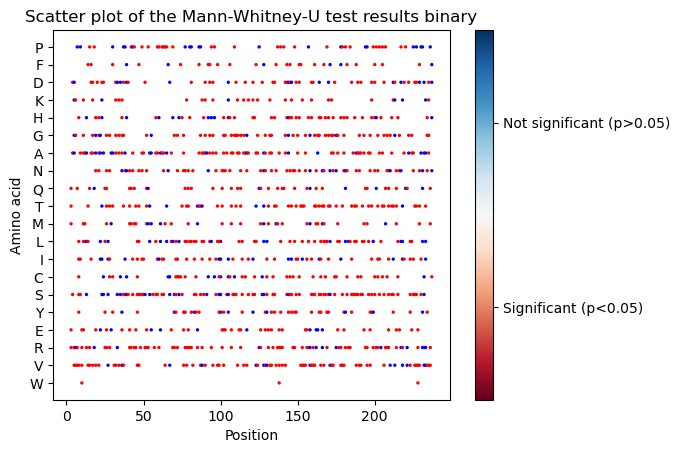 Scatter plot of the Mann-Whitney-U test results binary
P
F
D
K
H
G
A
N
Q
T
M
L
I
C
S
Y
E
R
V
W
Amino acid
0 50 100 150 200
Position
Not significant (p>0.05)
Significant (p<0.05)